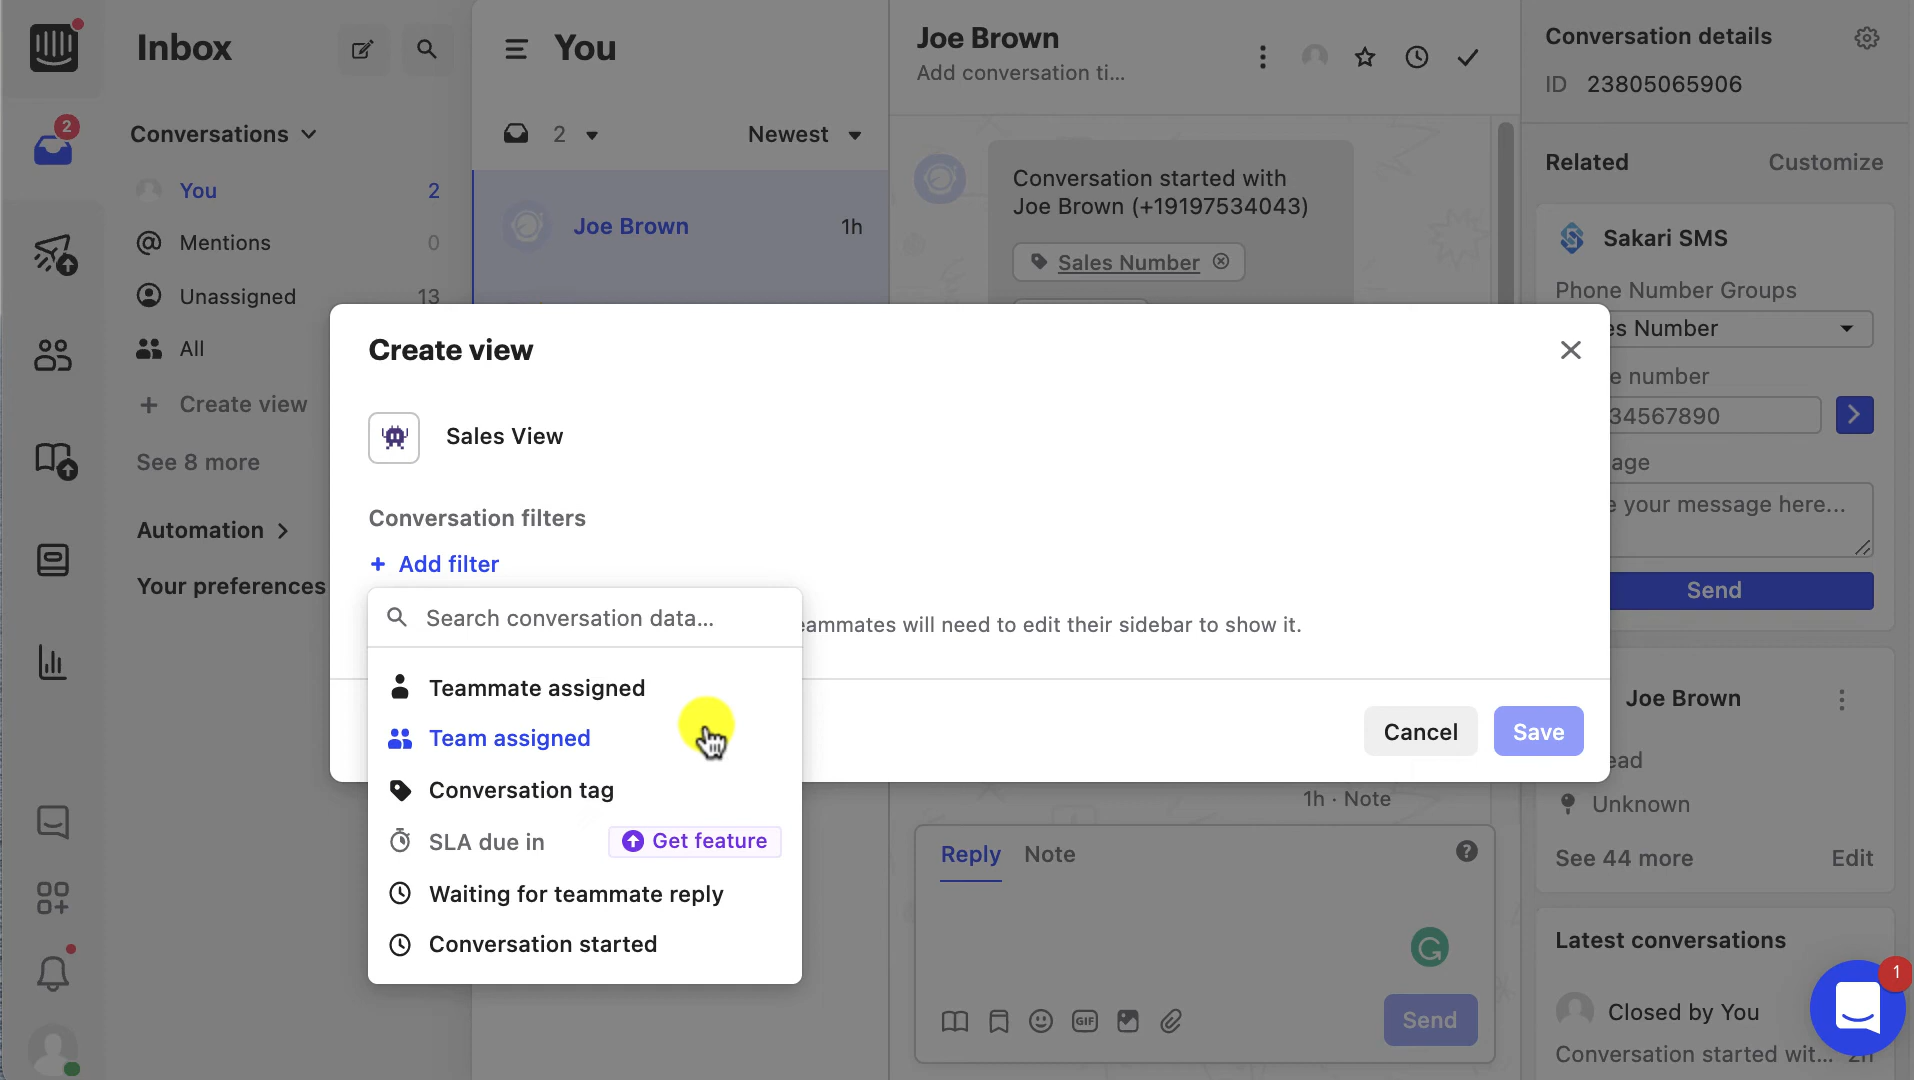 Inbox
2
Conversations
You
2
Mentions
0
Unassigned
13
All
+ Create view
See 8 more
Automation
Your preferences
You
2
Newest
Joe Brown
1h
Joe Brown
Add conversation ti...
Conversation started with
Joe Brown (+19197534043)
Sales Number
Create view
Sales View
Conversation filters
+ Add filter
Search conversation data...
eammates will need to edit their sidebar to show it.
Teammate assigned
Team assigned
Conversation tag
SLA due in
Get feature
Waiting for teammate reply
Conversation started
Cancel
Save
1h · Note
Reply
Note
?
G
GIF
Send
Conversation details
ID 23805065906
Related
Customize
Sakari SMS
Phone Number Groups
es Number
e number
34567890
age
e your message here...
Send
Joe Brown
ead
Unknown
See 44 more
Edit
Latest conversations
Closed by You
Conversation started wit...
2h
1